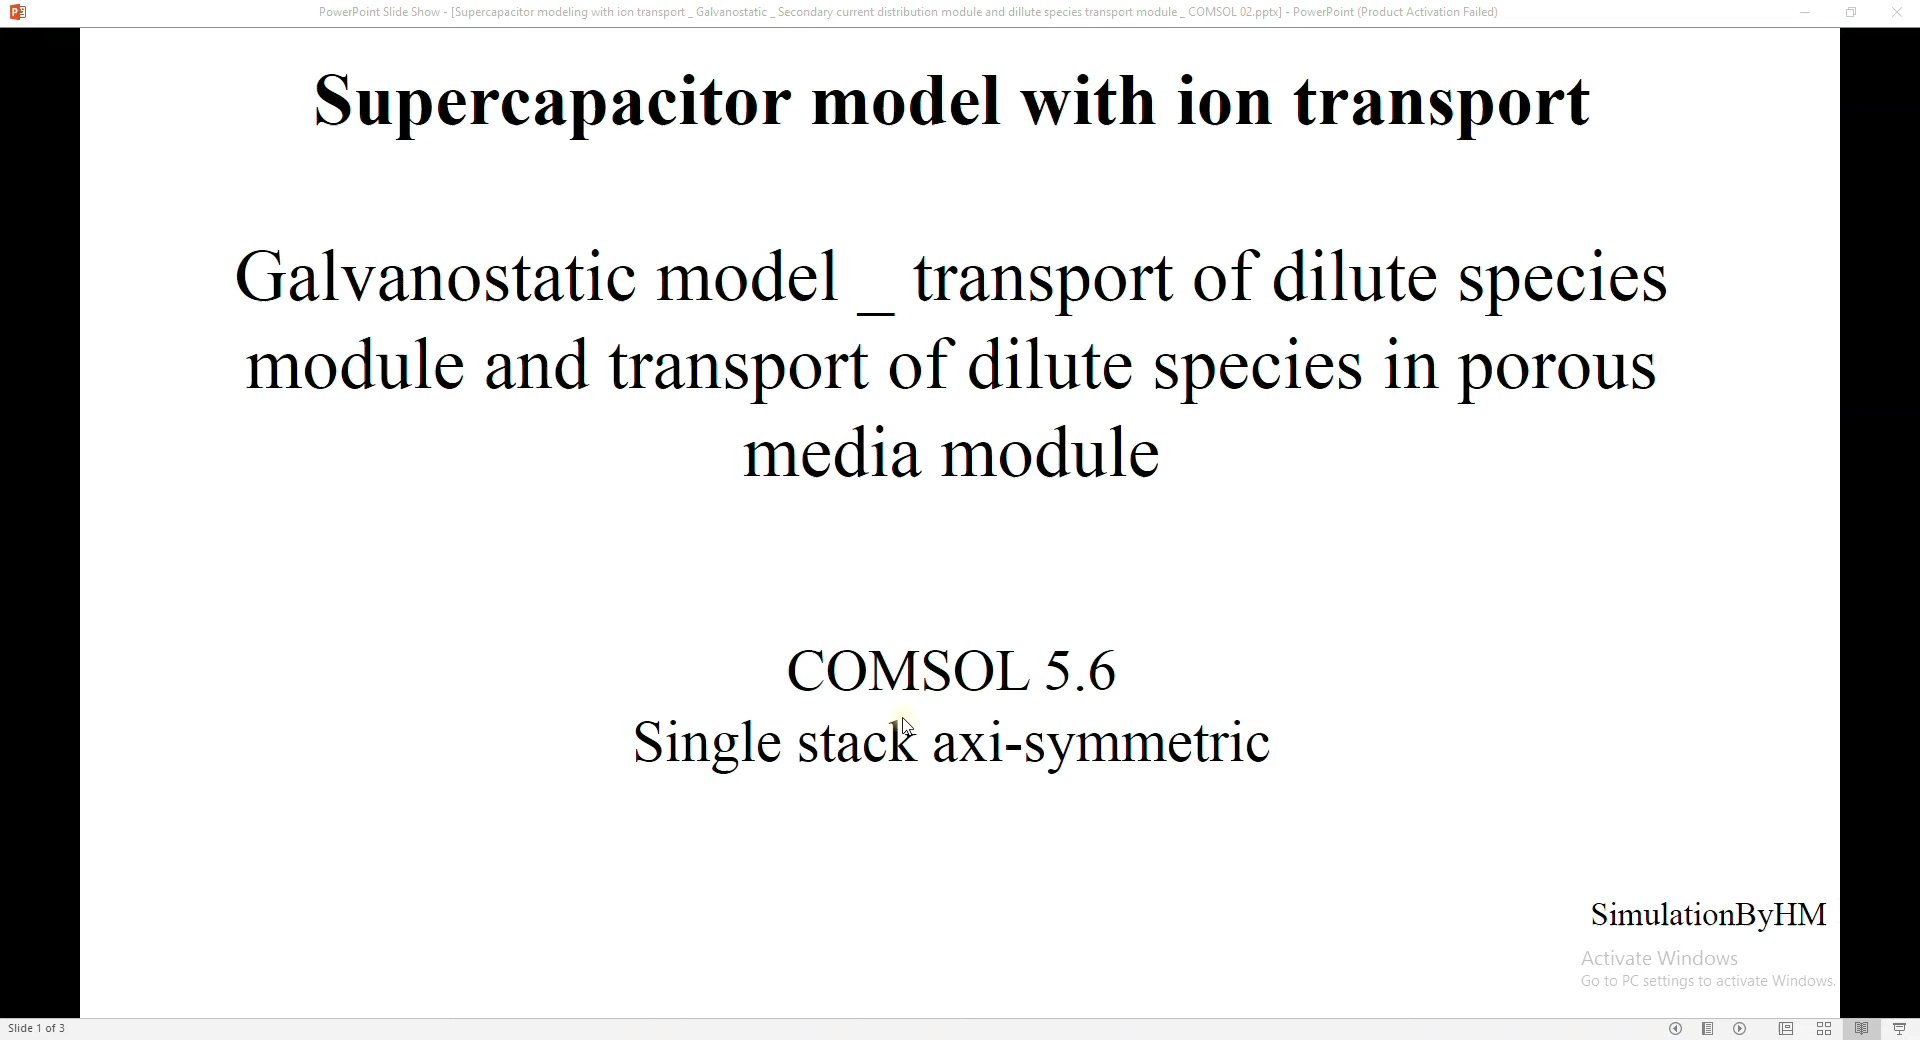 PowerPoint Slide Show - [Supercapacitor modeling with ion transport _ Galvanostatic _ Secondary current distribution module and dillute species transport module _ COMSOL 02.pptx] - PowerPoint (Product Activation Failed)
Supercapacitor model with ion transport
Galvanostatic model _ transport of dilute species
module and transport of dilute species in porous
media module
COMSOL 5.6
Single stack axi-symmetric
SimulationByHM
Activate Windows
Go to PC settings to activate Windows.
Slide 1 of 3